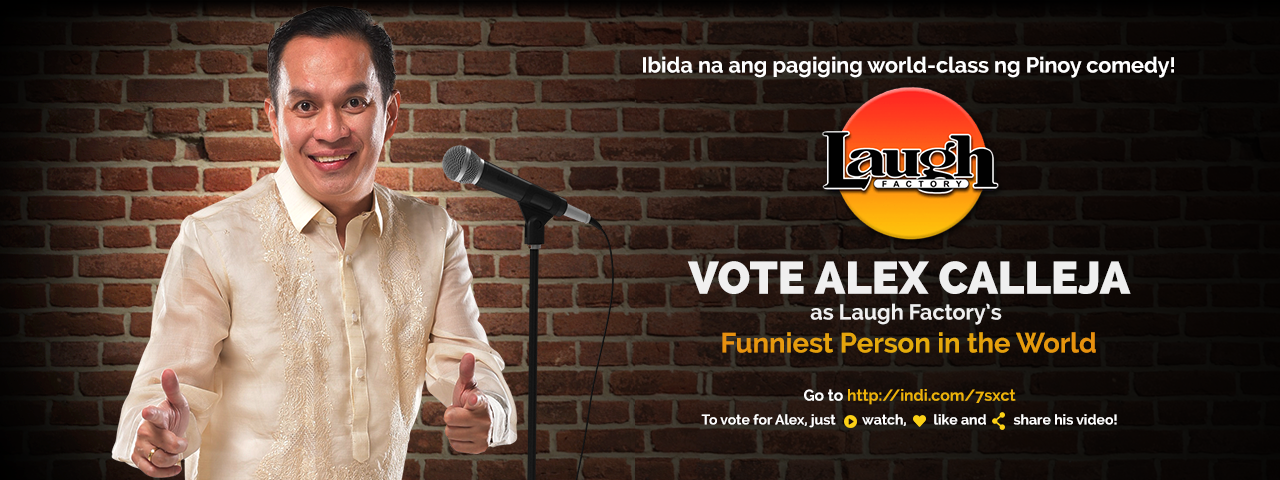 Ibida na ang pagiging world-class ng Pinoy comedy!
Laugh
FACTORY
VOTE ALEX CALLEJA
as Laugh Factory's
Funniest Person in the World
Go to http://indi.com/7sxct
To vote for Alex, just watch, like and share his video!